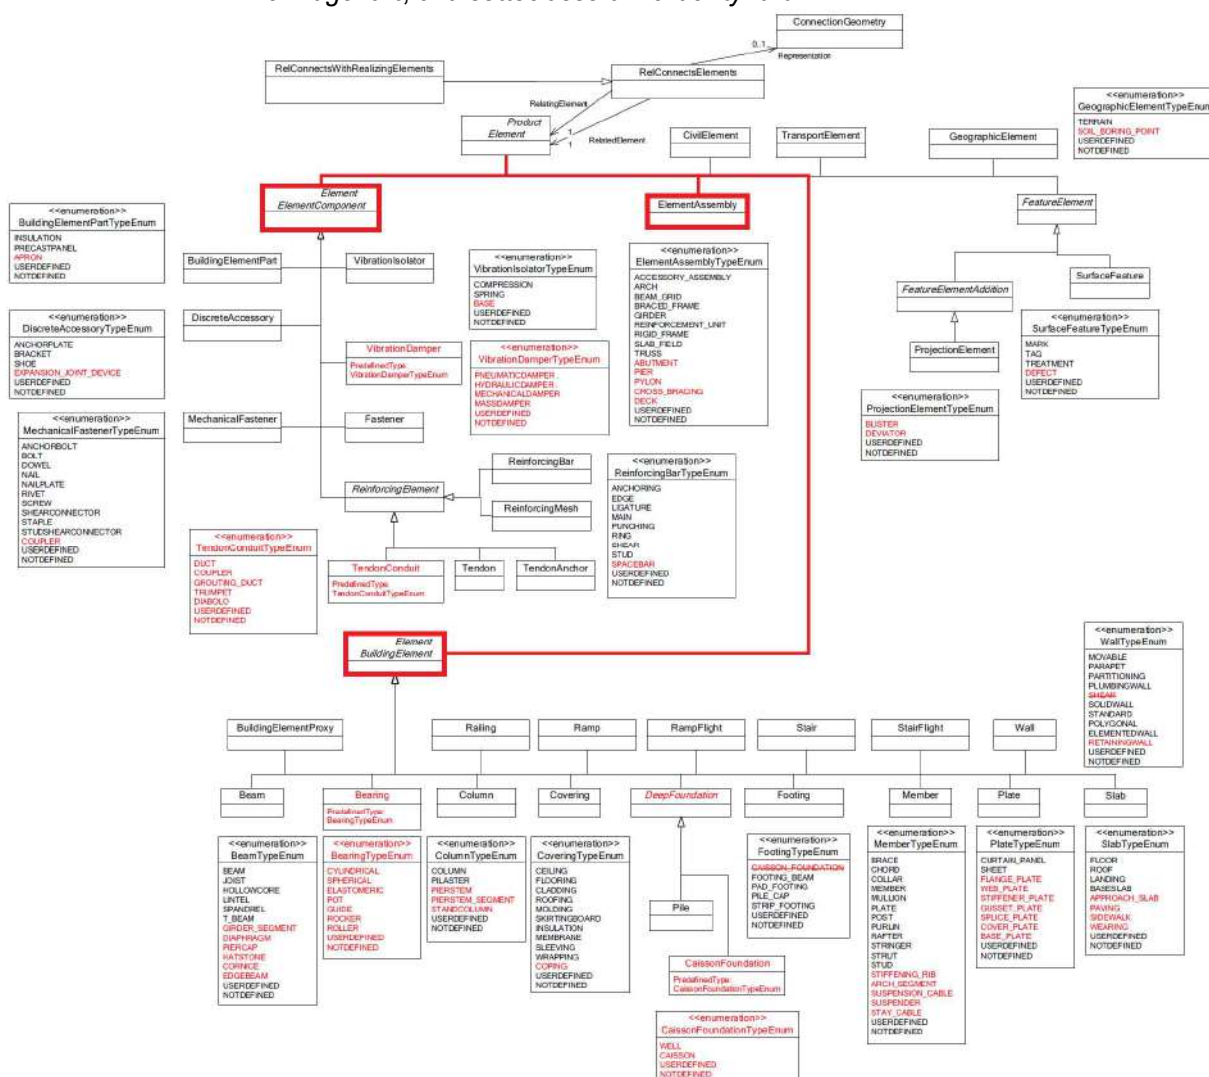 ConnectionGeometry
0..1
Representation
RelConnectsWithRealizingElements
RelConnectsElements
RelatingElement
Product
Element
1
1
RelatedElement
CivilElement
TransportElement
GeographicElement
<<enumeration>>
GeographicElementTypeEnum
TERRAIN
SOIL_BORING_POINT
USERDEFINED
NOTDEFINED
Element
ElementComponent
ElementAssembly
FeatureElement
<<enumeration>>
BuildingElementPartTypeEnum
INSULATION
PRECASTPANEL
APRON
USERDEFINED
NOTDEFINED
BuildingElementPart
VibrationIsolator
<<enumeration>>
VibrationIsolatorTypeEnum
COMPRESSION
SPRING
BASE
USERDEFINED
NOTDEFINED
<<enumeration>>
ElementAssemblyTypeEnum
ACCESSORY_ASSEMBLY
ARCH
BEAM_GRID
BRACED_FRAME
GIRDER
REINFORCEMENT_UNIT
RIGID_FRAME
SLAB_FIELD
TRUSS
ABUTMENT
PIER
PYLON
CROSS_BRACING
DECK
USERDEFINED
NOTDEFINED
FeatureElementAddition
SurfaceFeature
<<enumeration>>
DiscreteAccessoryTypeEnum
ANCHORPLATE
BRACKET
SHOE
EXPANSION_JOINT_DEVICE
USERDEFINED
NOTDEFINED
DiscreteAccessory
VibrationDamper
PredefinedType:
VibrationDamperTypeEnum
<<enumeration>>
VibrationDamperTypeEnum
PNEUMATICDAMPER
HYDRAULICDAMPER
MECHANICALDAMPER
MASSDAMPER
USERDEFINED
NOTDEFINED
ProjectionElement
<<enumeration>>
SurfaceFeatureTypeEnum
MARK
TAG
TREATMENT
DEFECT
USERDEFINED
NOTDEFINED
<<enumeration>>
ProjectionElementTypeEnum
BLISTER
DEVIATOR
USERDEFINED
NOTDEFINED
<<enumeration>>
MechanicalFastenerTypeEnum
ANCHORBOLT
BOLT
DOWEL
NAIL
NAILPLATE
RIVET
SCREW
SHEARCONNECTOR
STAPLE
STUDSHEARCONNECTOR
COUPLER
USERDEFINED
NOTDEFINED
MechanicalFastener
Fastener
ReinforcingElement
ReinforcingBar
ReinforcingMesh
<<enumeration>>
ReinforcingBarTypeEnum
ANCHORING
EDGE
LIGATURE
MAIN
PUNCHING
RING
SHEAR
STUD
SPACEBAR
USERDEFINED
NOTDEFINED
<<enumeration>>
TendonConduitTypeEnum
DUCT
COUPLER
GROUTING_DUCT
TRUMPET
DIABOLO
USERDEFINED
NOTDEFINED
TendonConduit
PredefinedType:
TendonConduitTypeEnum
Tendon
TendonAnchor
Element
BuildingElement
<<enumeration>>
WallTypeEnum
MOVABLE
PARAPET
PARTITIONING
PLUMBINGWALL
SHEAR
SOLIDWALL
STANDARD
POLYGONAL
ELEMENTEDWALL
RETAININGWALL
USERDEFINED
NOTDEFINED
BuildingElementProxy
Railing
Ramp
RampFlight
Stair
StairFlight
Wall
Beam
Bearing
PredefinedType:
BearingTypeEnum
Column
Covering
DeepFoundation
Footing
Member
Plate
Slab
<<enumeration>>
BeamTypeEnum
BEAM
JOIST
HOLLOWCORE
LINTEL
SPANDREL
T_BEAM
GIRDER_SEGMENT
DIAPHRAGM
PIERCAP
HATSTONE
CORNICE
EDGEBEAM
USERDEFINED
NOTDEFINED
<<enumeration>>
BearingTypeEnum
CYLINDRICAL
SPHERICAL
ELASTOMERIC
POT
GUIDE
ROCKER
ROLLER
USERDEFINED
NOTDEFINED
<<enumeration>>
ColumnTypeEnum
COLUMN
PILASTER
PIERSTEM
PIERSTEM_SEGMENT
STANDCOLUMN
USERDEFINED
NOTDEFINED
<<enumeration>>
CoveringTypeEnum
CEILING
FLOORING
CLADDING
ROOFING
MOLDING
SKIRTINGBOARD
INSULATION
MEMBRANE
SLEEVING
WRAPPING
COPING
USERDEFINED
NOTDEFINED
Pile
<<enumeration>>
FootingTypeEnum
CAISSON_FOUNDATION
FOOTING_BEAM
PAD_FOOTING
PILE_CAP
STRIP_FOOTING
USERDEFINED
NOTDEFINED
<<enumeration>>
MemberTypeEnum
BRACE
CHORD
COLLAR
MEMBER
MULLION
PLATE
POST
PURLIN
RAFTER
STRINGER
STRUT
STUD
STIFFENING_RIB
ARCH_SEGMENT
SUSPENSION_CABLE
SUSPENDER
STAY_CABLE
USERDEFINED
NOTDEFINED
<<enumeration>>
PlateTypeEnum
CURTAIN_PANEL
SHEET
FLANGE_PLATE
WEB_PLATE
STIFFENER_PLATE
GUSSET_PLATE
SPLICE_PLATE
COVER_PLATE
BASE_PLATE
USERDEFINED
NOTDEFINED
<<enumeration>>
SlabTypeEnum
FLOOR
ROOF
LANDING
BASESLAB
APPROACH_SLAB
PAVING
SIDEWALK
WEARING
USERDEFINED
NOTDEFINED
CaissonFoundation
PredefinedType:
CaissonFoundationTypeEnum
<<enumeration>>
CaissonFoundationTypeEnum
WELL
CAISSON
USERDEFINED
NOTDEFINED